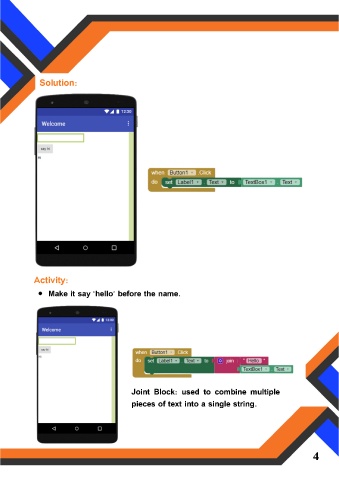 Solution:
12:00
Welcome
say hi
hi
when Button1 Click
do set Label1 . Text to TextBox1 . Text
Activity:
● Make it say ‘hello’ before the name.
12:00
Welcome
say hi
hi
when Button1 Click
do set Label1 . Text to join " Hello "
TextBox1 . Text
Joint Block: used to combine multiple
pieces of text into a single string.
4